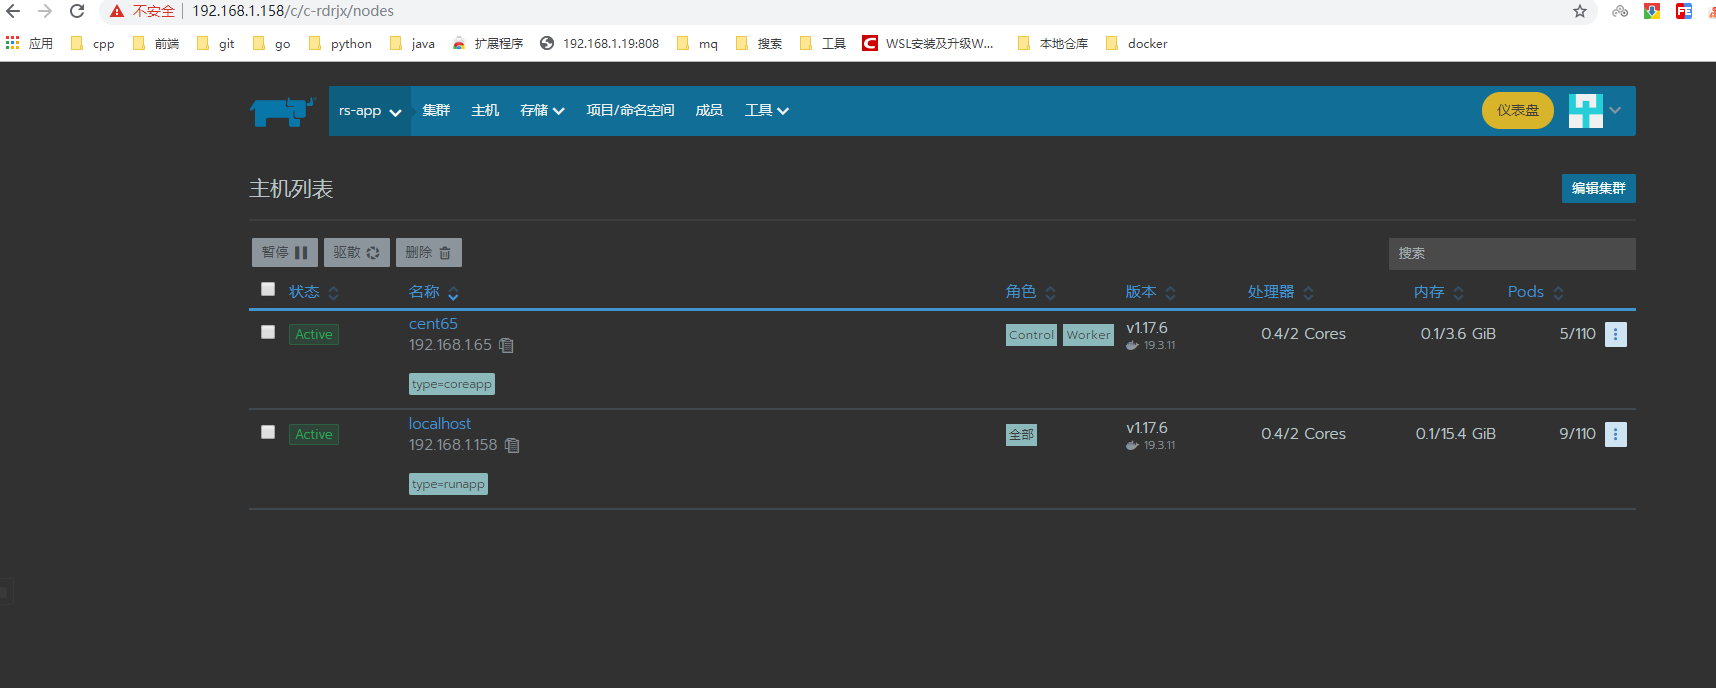 不安全 192.168.1.158/c/c-rdrjx/nodes
应用 cpp 前端 git go python java 扩展程序 192.168.1.19:808 mq 搜索 工具 WSL安装及升级W... 本地仓库 docker
rs-app 集群 主机 存储 项目/命名空间 成员 工具 仪表盘
主机列表 编辑集群
暂停 驱散 删除 搜索
状态 名称 角色 版本 处理器 内存 Pods
Active cent65 Control Worker v1.17.6 0.4/2 Cores 0.1/3.6 GiB 5/110
192.168.1.65 19.3.11
type=coreapp
Active localhost 全部 v1.17.6 0.4/2 Cores 0.1/15.4 GiB 9/110
192.168.1.158 19.3.11
type=runapp